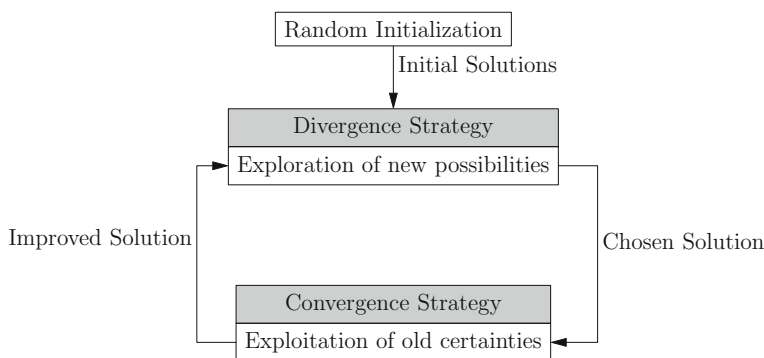 Random Initialization
Initial Solutions
Divergence Strategy
Exploration of new possibilities
Improved Solution
Chosen Solution
Convergence Strategy
Exploitation of old certainties